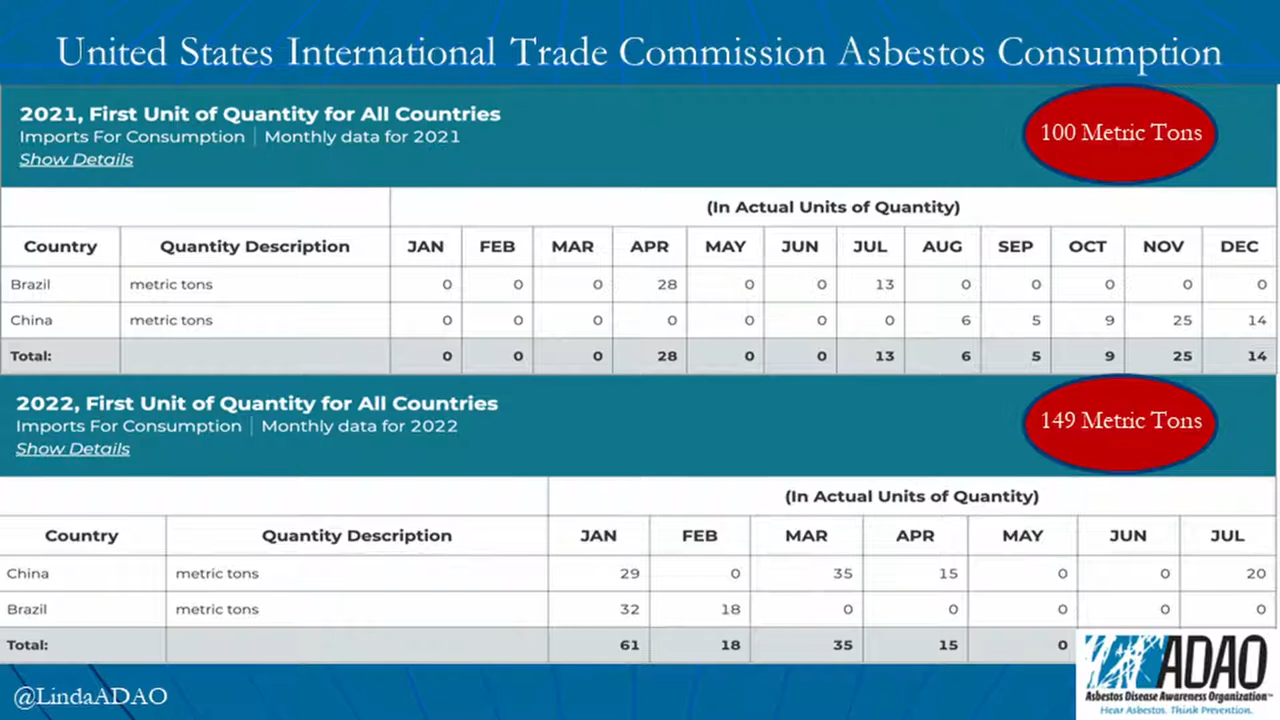 United States International Trade Commission Asbestos Consumption
2021, First Unit of Quantity for All Countries
Imports For Consumption | Monthly data for 2021
Show Details
100 Metric Tons
(In Actual Units of Quantity)
Country Quantity Description JAN FEB MAR APR MAY JUN JUL AUG SEP OCT NOV DEC
Brazil metric tons 0 0 0 28 0 0 13 0 0 0 0 0
China metric tons 0 0 0 0 0 0 0 6 5 9 25 14
Total: 0 0 0 28 0 0 13 6 5 9 25 14
2022, First Unit of Quantity for All Countries
Imports For Consumption | Monthly data for 2022
Show Details
149 Metric Tons
(In Actual Units of Quantity)
Country Quantity Description JAN FEB MAR APR MAY JUN JUL
China metric tons 29 0 35 15 0 0 20
Brazil metric tons 32 18 0 0 0 0 0
Total: 61 18 35 15 0
@LindaADAO
ADAO
Asbestos Disease Awareness Organization™
Hear Asbestos. Think Prevention.